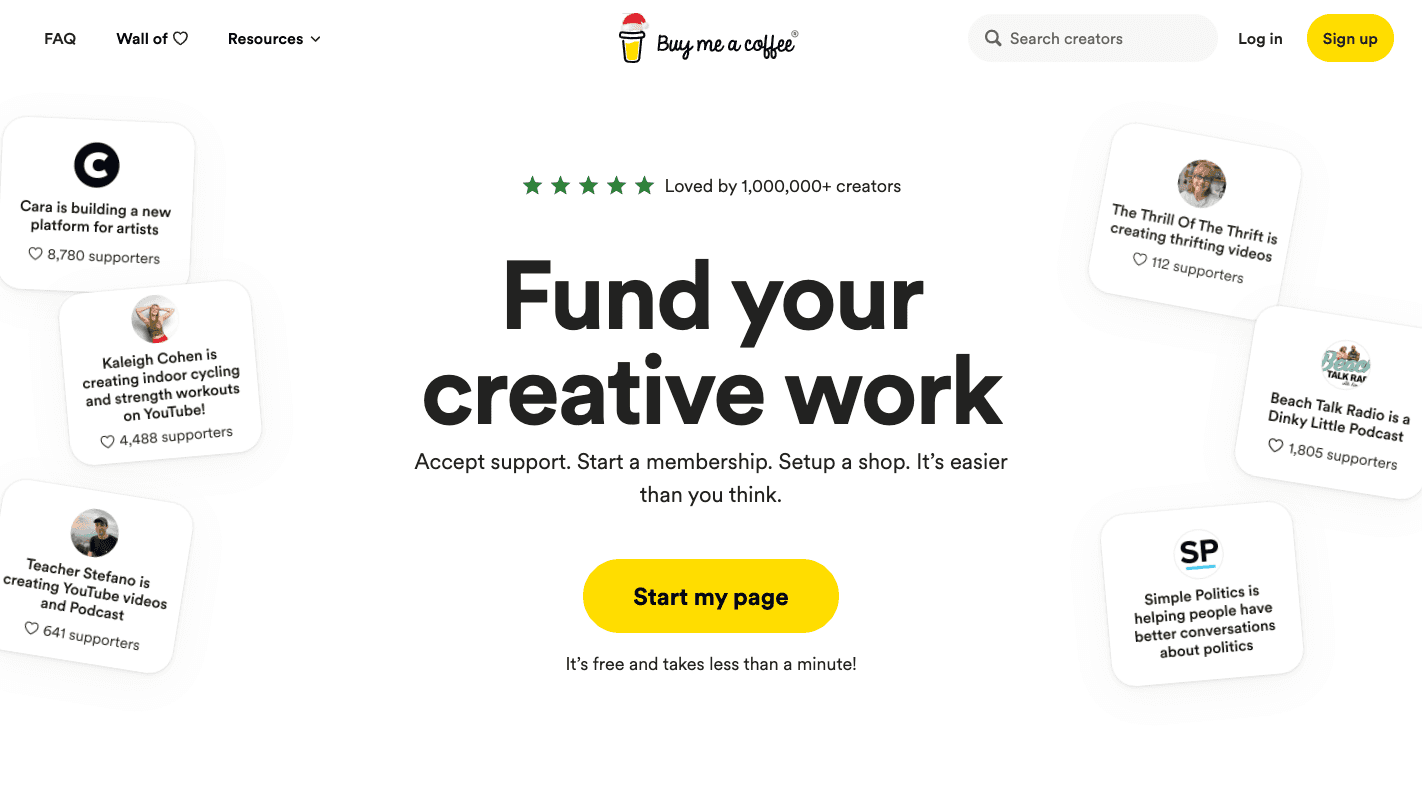 FAQ
Wall of
Resources
Buy me a coffee®
Search creators
Log in
Sign up
Loved by 1,000,000+ creators
Fund your
creative work
Accept support. Start a membership. Setup a shop. It’s easier
than you think.
Start my page
It’s free and takes less than a minute!
C
Cara is building a new
platform for artists
8,780 supporters
Kaleigh Cohen is
creating indoor cycling
and strength workouts
on YouTube!
4,488 supporters
Teacher Stefano is
creating YouTube videos
and Podcast
641 supporters
The Thrill Of The Thrift is
creating thrifting videos
112 supporters
TALK
Beach Talk Radio is a
Dinky Little Podcast
1,805 supporters
SP
Simple Politics is
helping people have
better conversations
about politics